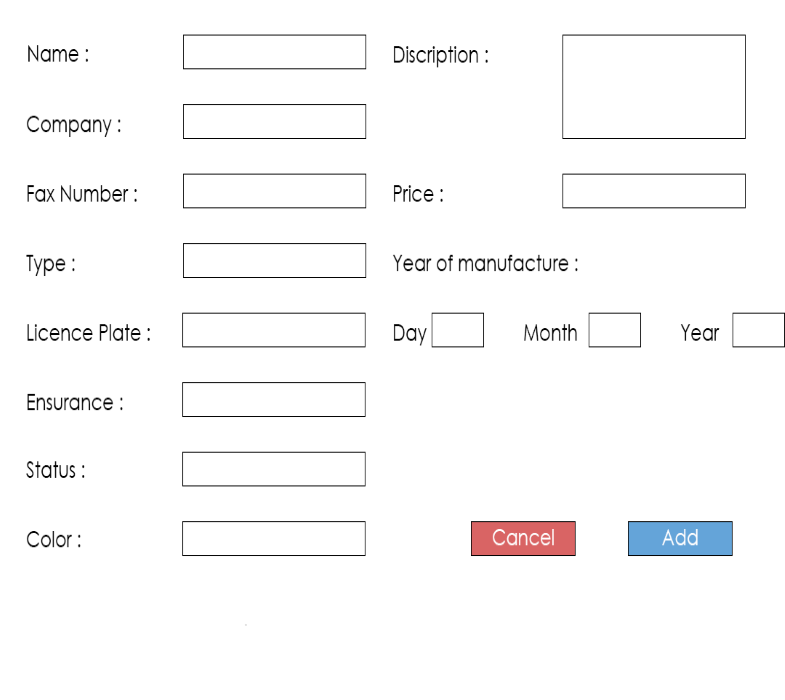 Name :
Discription :
Company :
Fax Number :
Price :
Type :
Year of manufacture :
Licence Plate :
Day
Month
Year
Ensurance :
Status :
Color :
Cancel
Add